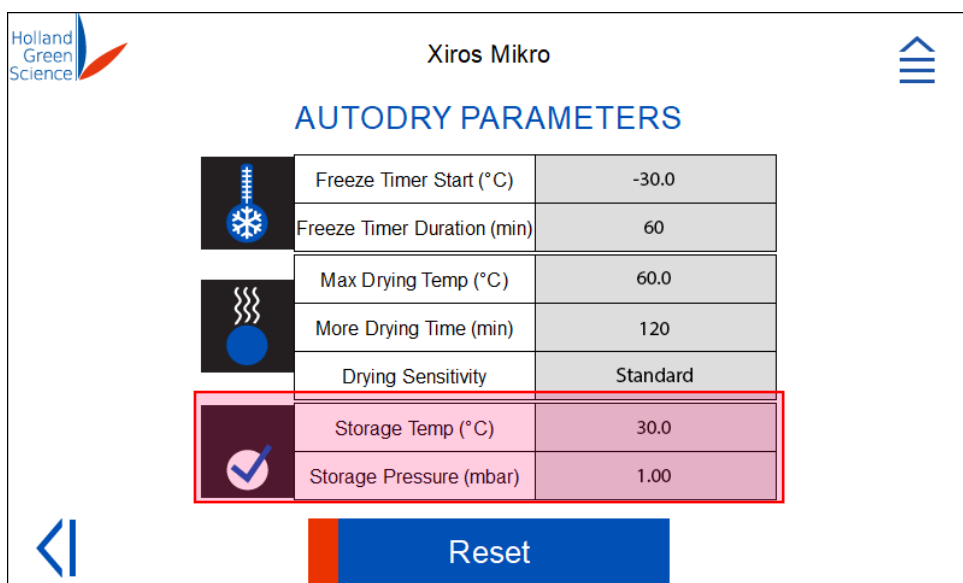 Holland
Green
Science
Xiros Mikro
AUTODRY PARAMETERS
Freeze Timer Start (°C) -30.0
Freeze Timer Duration (min) 60
Max Drying Temp (°C) 60.0
More Drying Time (min) 120
Drying Sensitivity Standard
Storage Temp (°C) 30.0
Storage Pressure (mbar) 1.00
Reset